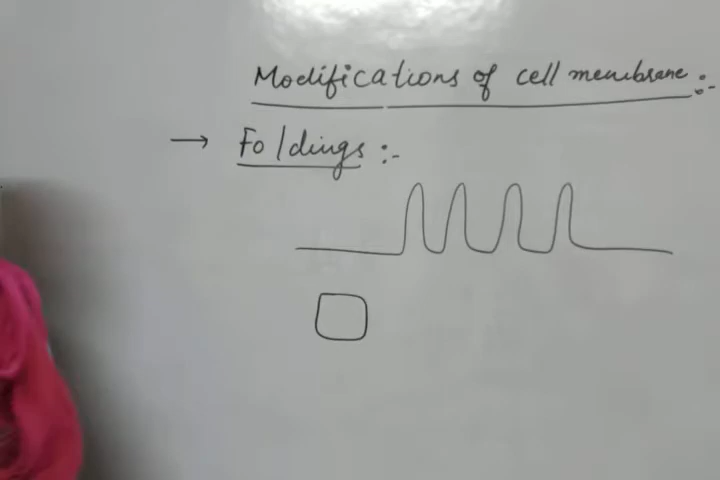 Modifications of cell membrane :-
→ Foldings :-